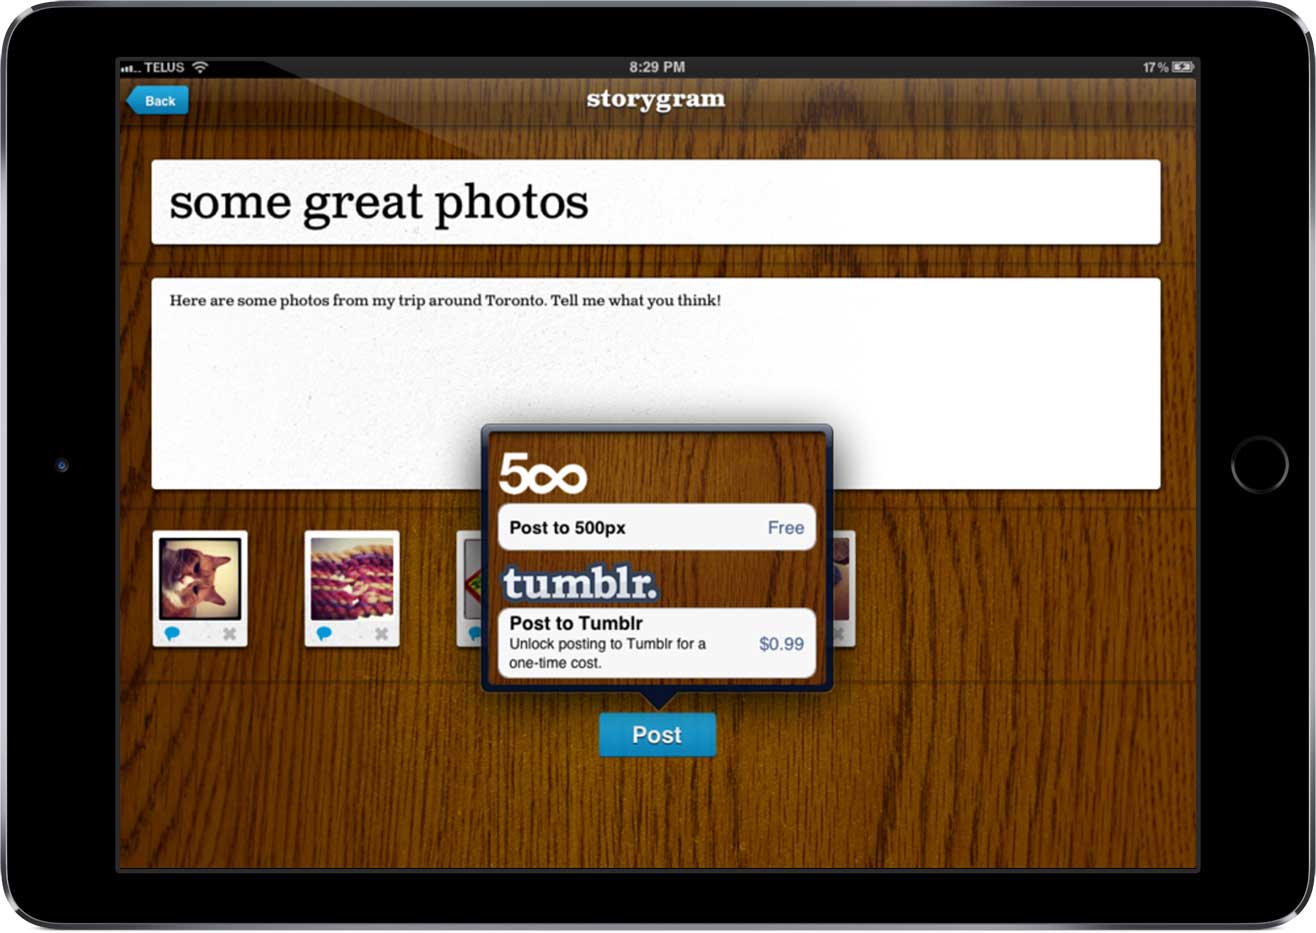 TELUS
8:29 PM
17%
Back
storygram
some great photos
Here are some photos from my trip around Toronto. Tell me what you think!
500
Post to 500px
Free
tumblr.
Post to Tumblr
Unlock posting to Tumblr for a
one-time cost.
$0.99
Post